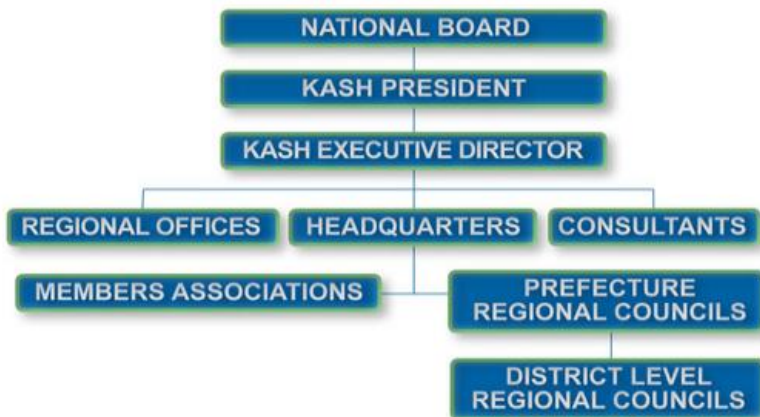 NATIONAL BOARD
KASH PRESIDENT
KASH EXECUTIVE DIRECTOR
REGIONAL OFFICES
HEADQUARTERS
CONSULTANTS
MEMBERS ASSOCIATIONS
PREFECTURE
REGIONAL COUNCILS
DISTRICT LEVEL
REGIONAL COUNCILS